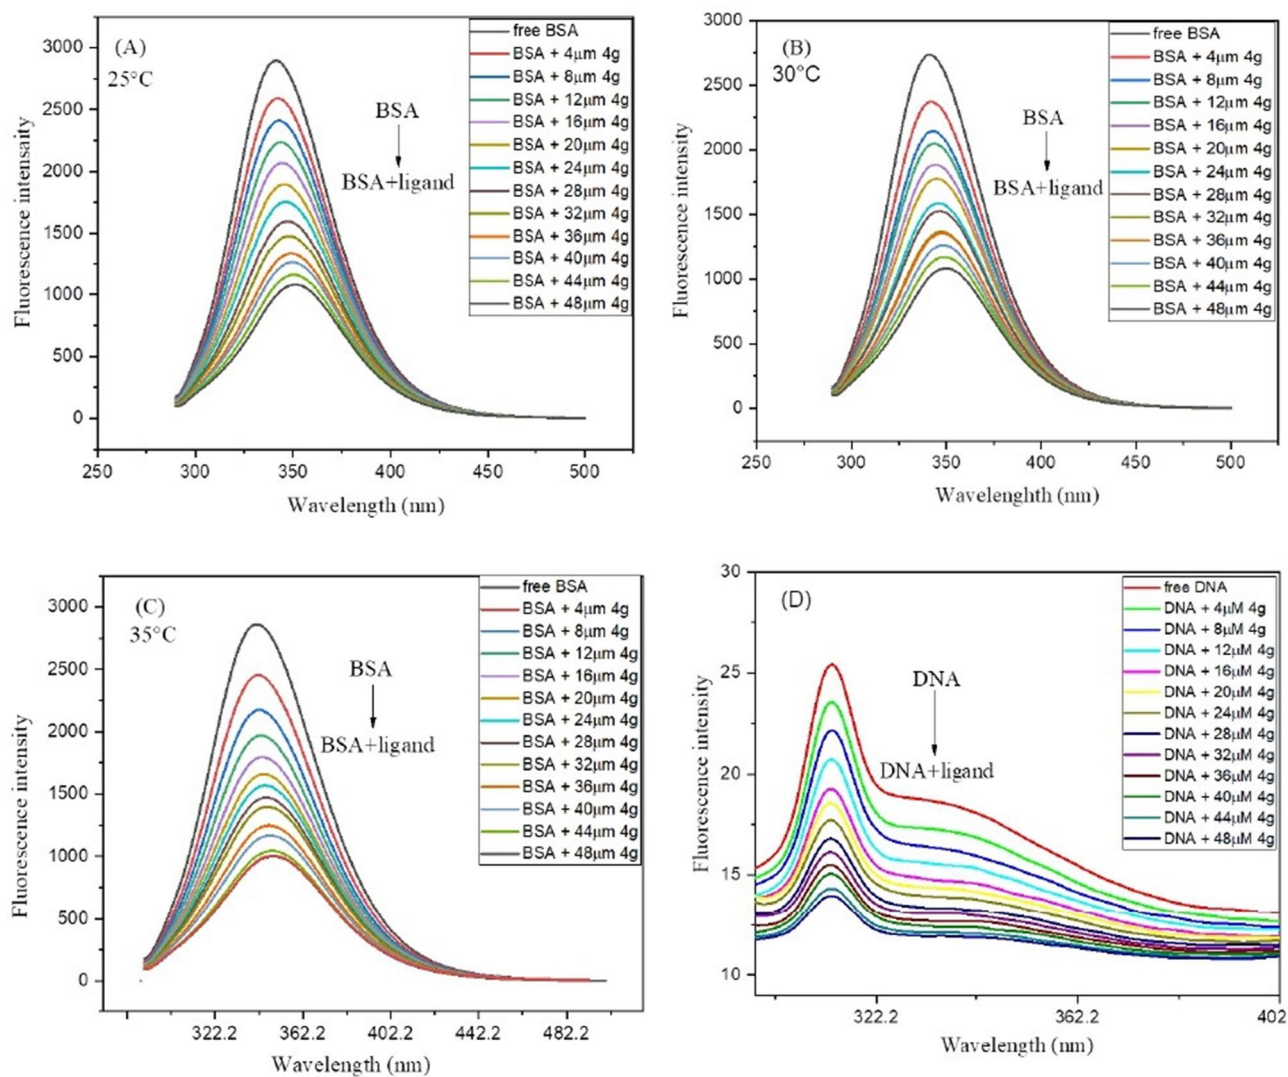 (A)
25°C
Fluorescence intensaity
3000
2500
2000
1500
1000
500
0
250
300
350
400
450
500
Wavelength (nm)
BSA
BSA+ligand
free BSA
BSA + 4μm 4g
BSA + 8μm 4g
BSA + 12μm 4g
BSA + 16μm 4g
BSA + 20μm 4g
BSA + 24μm 4g
BSA + 28μm 4g
BSA + 32μm 4g
BSA + 36μm 4g
BSA + 40μm 4g
BSA + 44μm 4g
BSA + 48μm 4g
(B)
30°C
Fluorescence intensity
3000
2500
2000
1500
1000
500
0
250
300
350
400
450
500
Wavelenghth (nm)
BSA
BSA+ligand
free BSA
BSA + 4μm 4g
BSA + 8μm 4g
BSA + 12μm 4g
BSA + 16μm 4g
BSA + 20μm 4g
BSA + 24μm 4g
BSA + 28μm 4g
BSA + 32μm 4g
BSA + 36μm 4g
BSA + 40μm 4g
BSA + 44μm 4g
BSA + 48μm 4g
(C)
35°C
Fluorescence intensity
3000
2500
2000
1500
1000
500
0
322.2
362.2
402.2
442.2
482.2
Wavelength (nm)
BSA
BSA+ligand
free BSA
BSA + 4μm 4g
BSA + 8μm 4g
BSA + 12μm 4g
BSA + 16μm 4g
BSA + 20μm 4g
BSA + 24μm 4g
BSA + 28μm 4g
BSA + 32μm 4g
BSA + 36μm 4g
BSA + 40μm 4g
BSA + 44μm 4g
BSA + 48μm 4g
(D)
Fluorescence intensity
30
25
20
15
10
322.2
362.2
402
Wavelength (nm)
DNA
DNA+ligand
free DNA
DNA + 4μM 4g
DNA + 8μM 4g
DNA + 12μM 4g
DNA + 16μM 4g
DNA + 20μM 4g
DNA + 24μM 4g
DNA + 28μM 4g
DNA + 32μM 4g
DNA + 36μM 4g
DNA + 40μM 4g
DNA + 44μM 4g
DNA + 48μM 4g